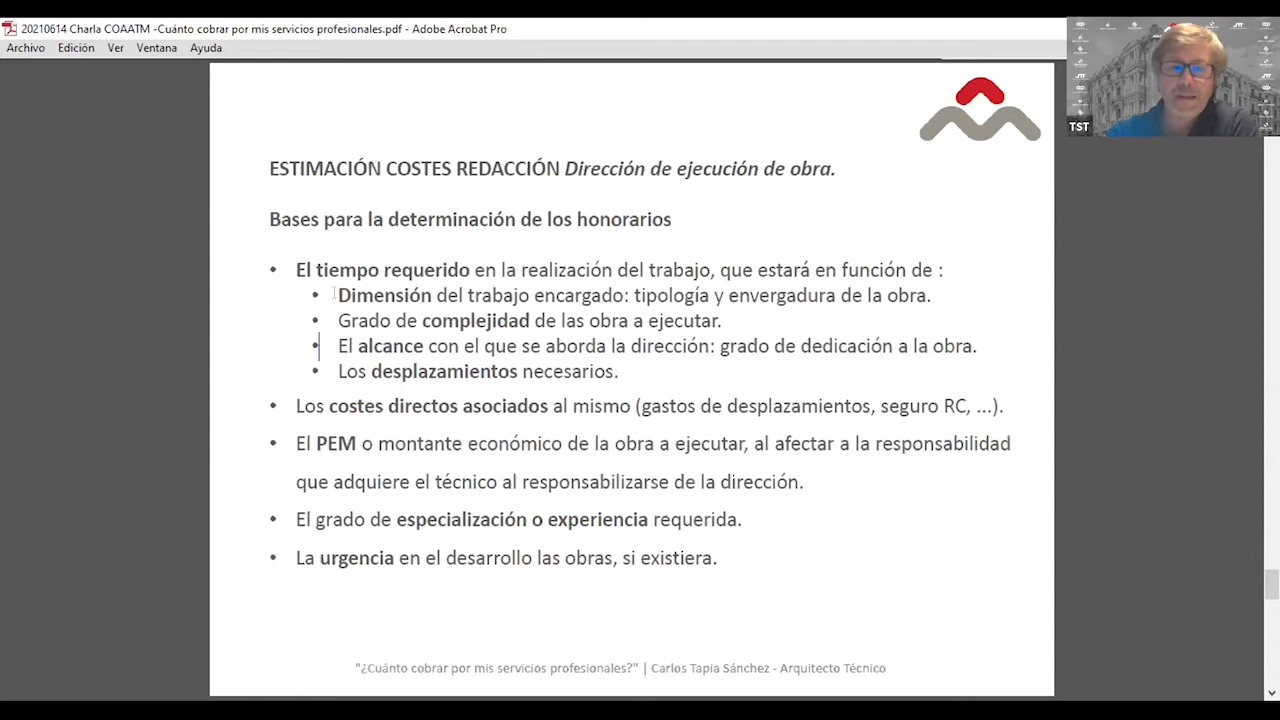 20210614 Charla COAATM -Cuánto cobrar por mis servicios profesionales.pdf - Adobe Acrobat Pro
Archivo Edición Ver Ventana Ayuda
TST
ESTIMACIÓN COSTES REDACCIÓN Dirección de ejecución de obra.
Bases para la determinación de los honorarios
• El tiempo requerido en la realización del trabajo, que estará en función de :
• Dimensión del trabajo encargado: tipología y envergadura de la obra.
• Grado de complejidad de las obra a ejecutar.
• El alcance con el que se aborda la dirección: grado de dedicación a la obra.
• Los desplazamientos necesarios.
• Los costes directos asociados al mismo (gastos de desplazamientos, seguro RC, ...).
• El PEM o montante económico de la obra a ejecutar, al afectar a la responsabilidad
que adquiere el técnico al responsabilizarse de la dirección.
• El grado de especialización o experiencia requerida.
• La urgencia en el desarrollo las obras, si existiera.
"¿Cuánto cobrar por mis servicios profesionales?" | Carlos Tapia Sánchez - Arquitecto Técnico